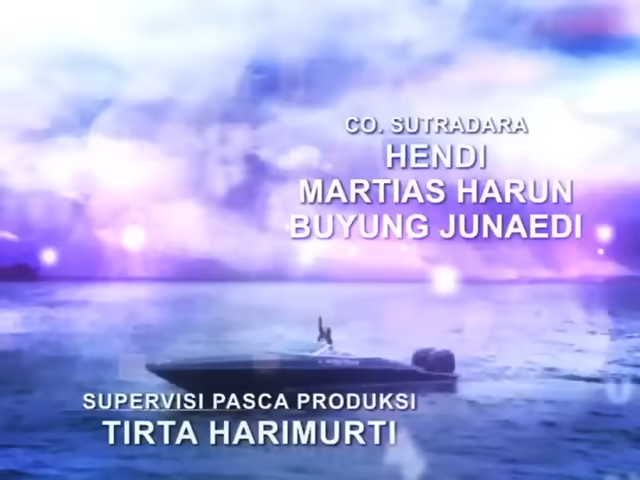 CO. SUTRADARA
HENDI
MARTIAS HARUN
BUYUNG JUNAEDI
SUPERVISI PASCA PRODUKSI
TIRTA HARIMURTI